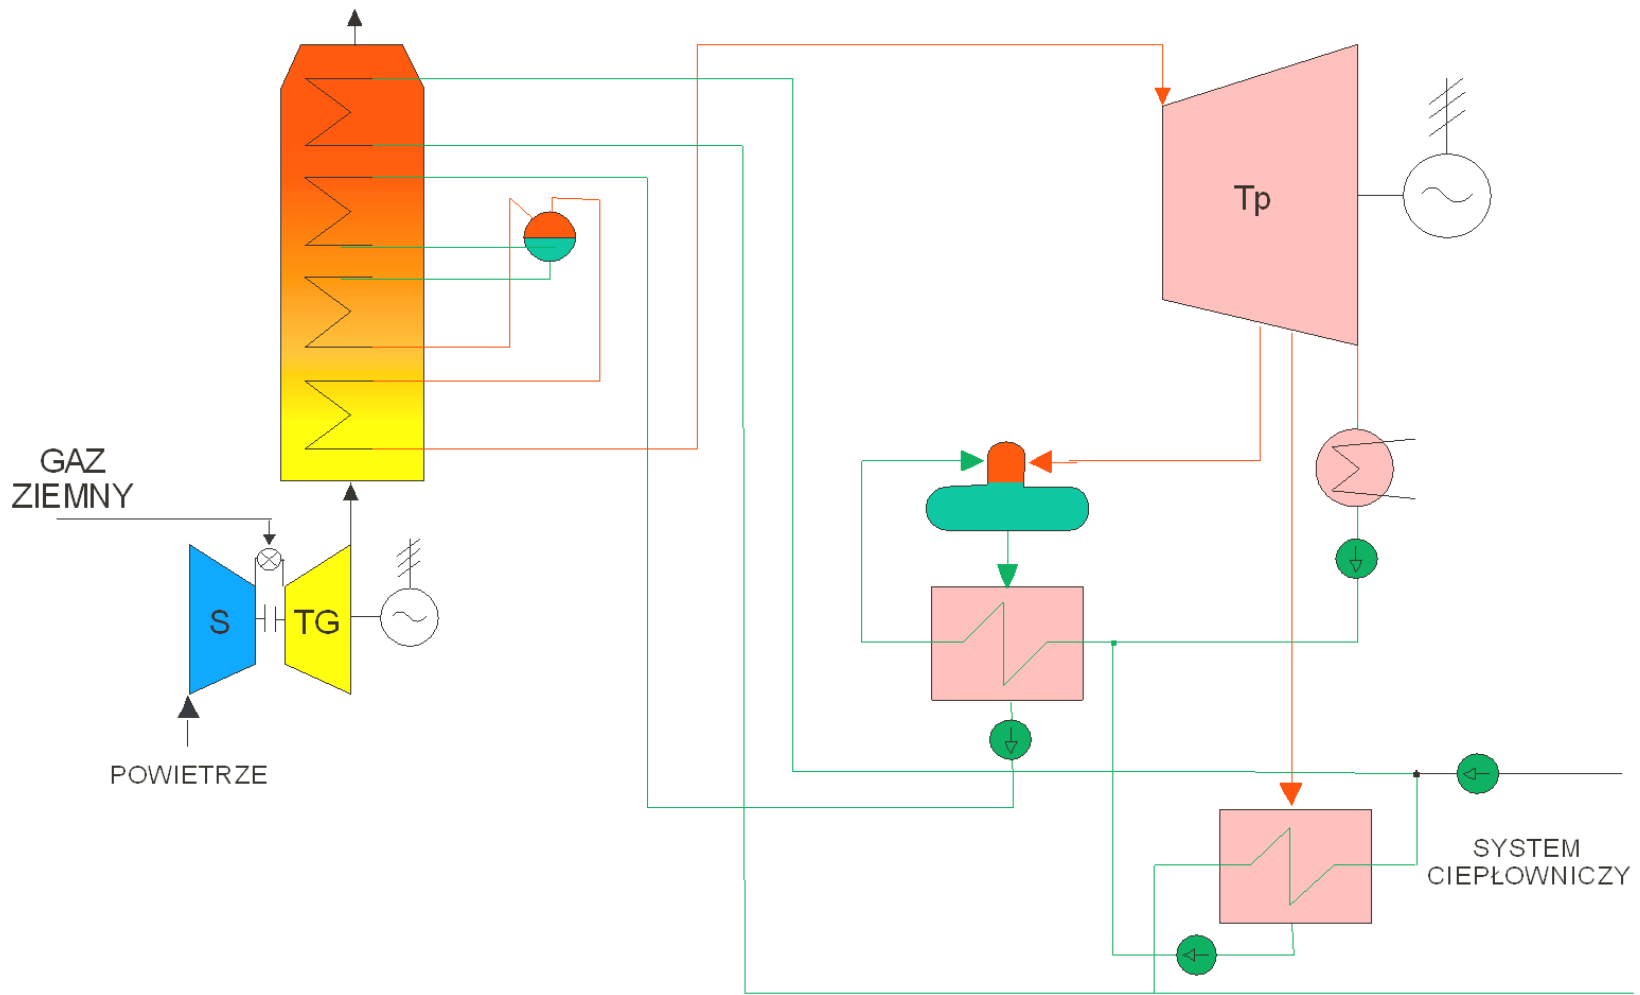 Tp
GAZ
ZIEMNY
S
TG
POWIETRZE
SYSTEM
CIEPŁOWNICZY